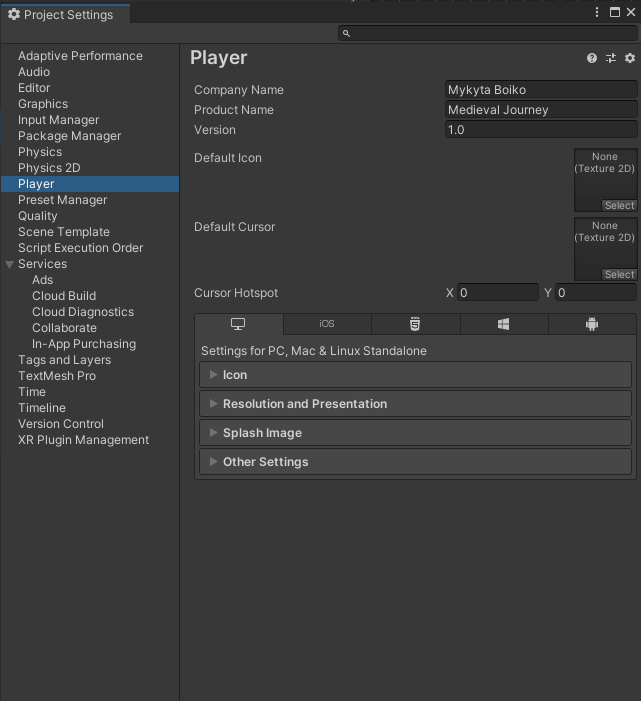 Project Settings
Adaptive Performance
Audio
Editor
Graphics
Input Manager
Package Manager
Physics
Physics 2D
Player
Preset Manager
Quality
Scene Template
Script Execution Order
Services
Ads
Cloud Build
Cloud Diagnostics
Collaborate
In-App Purchasing
Tags and Layers
TextMesh Pro
Time
Timeline
Version Control
XR Plugin Management
Player
Company Name Mykyta Boiko
Product Name Medieval Journey
Version 1.0
Default Icon
None
(Texture 2D)
Select
Default Cursor
None
(Texture 2D)
Select
Cursor Hotspot X 0 Y 0
iOS
Settings for PC, Mac & Linux Standalone
Icon
Resolution and Presentation
Splash Image
Other Settings